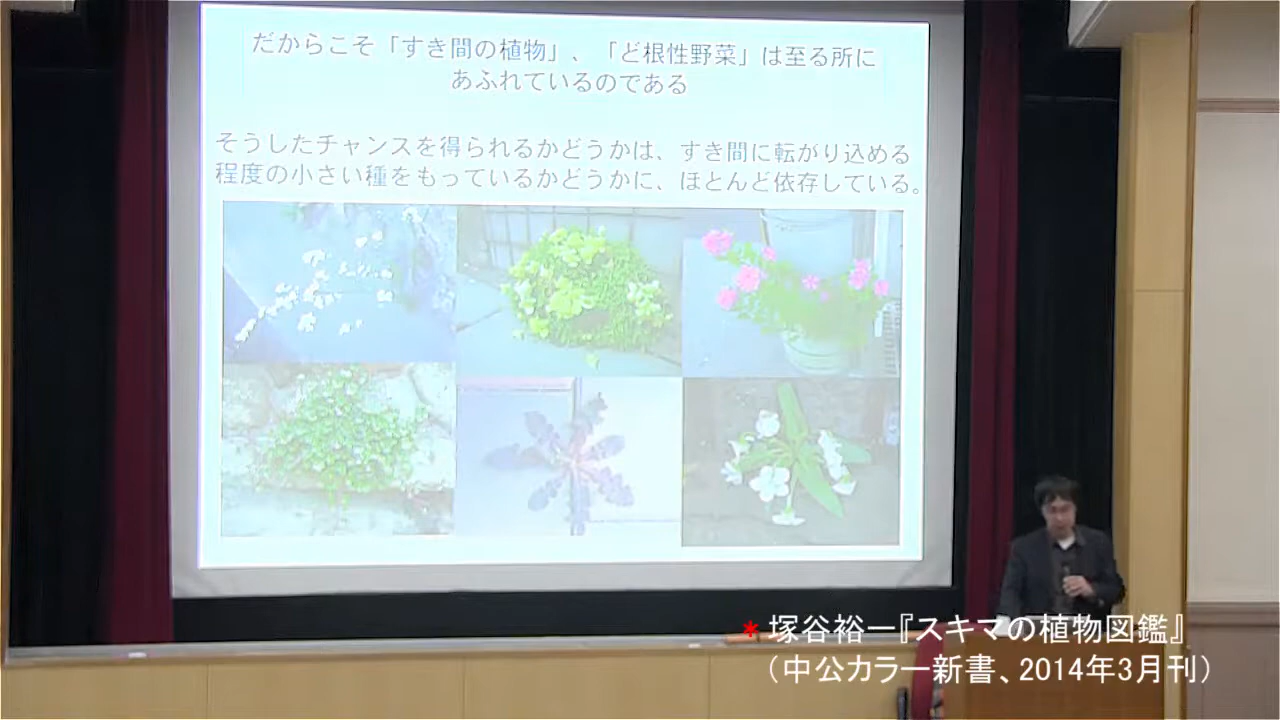 だからこそ「すき間の植物」、「ど根性野菜」は至る所に
あふれているのである
そうしたチャンスを得られるかどうかは、すき間に転がり込める
程度の小さい種をもっているかどうかに、ほとんど依存している。
*塚谷裕一『スキマの植物図鑑』
（中公カラー新書、2014年3月刊）